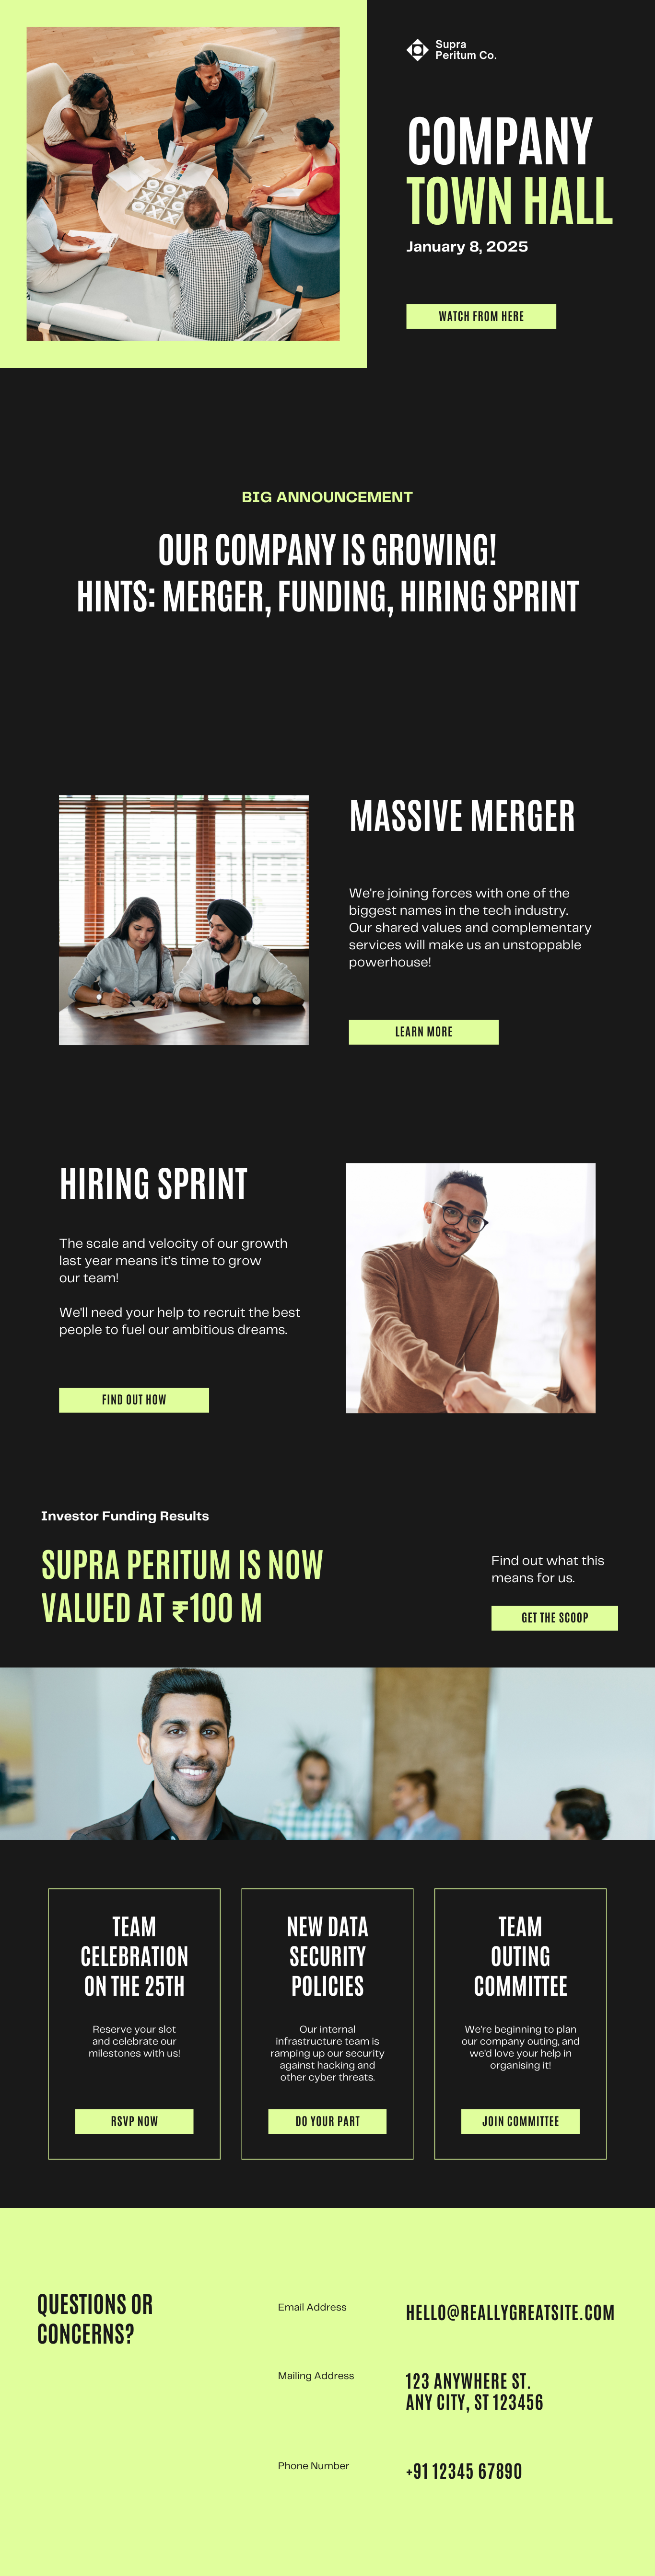 Supra
Peritum Co.
COMPANY
TOWN HALL
January 8, 2025
WATCH FROM HERE
BIG ANNOUNCEMENT
OUR COMPANY IS GROWING!
HINTS: MERGER, FUNDING, HIRING SPRINT
MASSIVE MERGER
We're joining forces with one of the
biggest names in the tech industry.
Our shared values and complementary
services will make us an unstoppable
powerhouse!
LEARN MORE
HIRING SPRINT
The scale and velocity of our growth
last year means it's time to grow
our team!
We'll need your help to recruit the best
people to fuel our ambitious dreams.
FIND OUT HOW
Investor Funding Results
SUPRA PERITUM IS NOW
VALUED AT ₹100 M
Find out what this
means for us.
GET THE SCOOP
TEAM
CELEBRATION
ON THE 25TH
Reserve your slot
and celebrate our
milestones with us!
RSVP NOW
NEW DATA
SECURITY
POLICIES
Our internal
infrastructure team is
ramping up our security
against hacking and
other cyber threats.
DO YOUR PART
TEAM
OUTING
COMMITTEE
We're beginning to plan
our company outing, and
we'd love your help in
organising it!
JOIN COMMITTEE
QUESTIONS OR
CONCERNS?
Email Address
HELLO@REALLYGREATSITE.COM
Mailing Address
123 ANYWHERE ST.
ANY CITY, ST 123456
Phone Number
+91 12345 67890